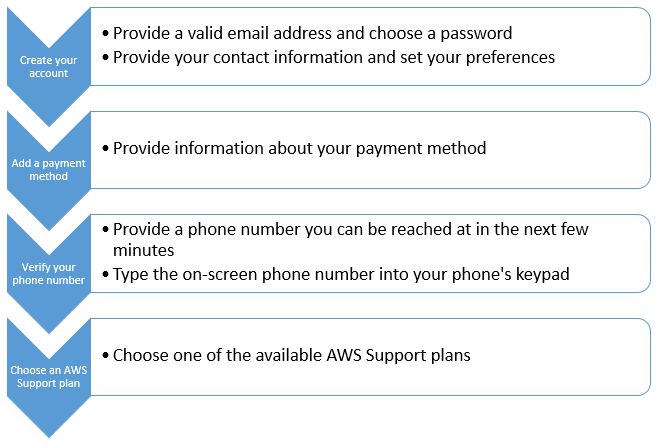 Create your
account
• Provide a valid email address and choose a password
• Provide your contact information and set your preferences
Add a payment
method
• Provide information about your payment method
Verify your
phone number
• Provide a phone number you can be reached at in the next few
minutes
• Type the on-screen phone number into your phone's keypad
Choose an AWS
Support plan
• Choose one of the available AWS Support plans